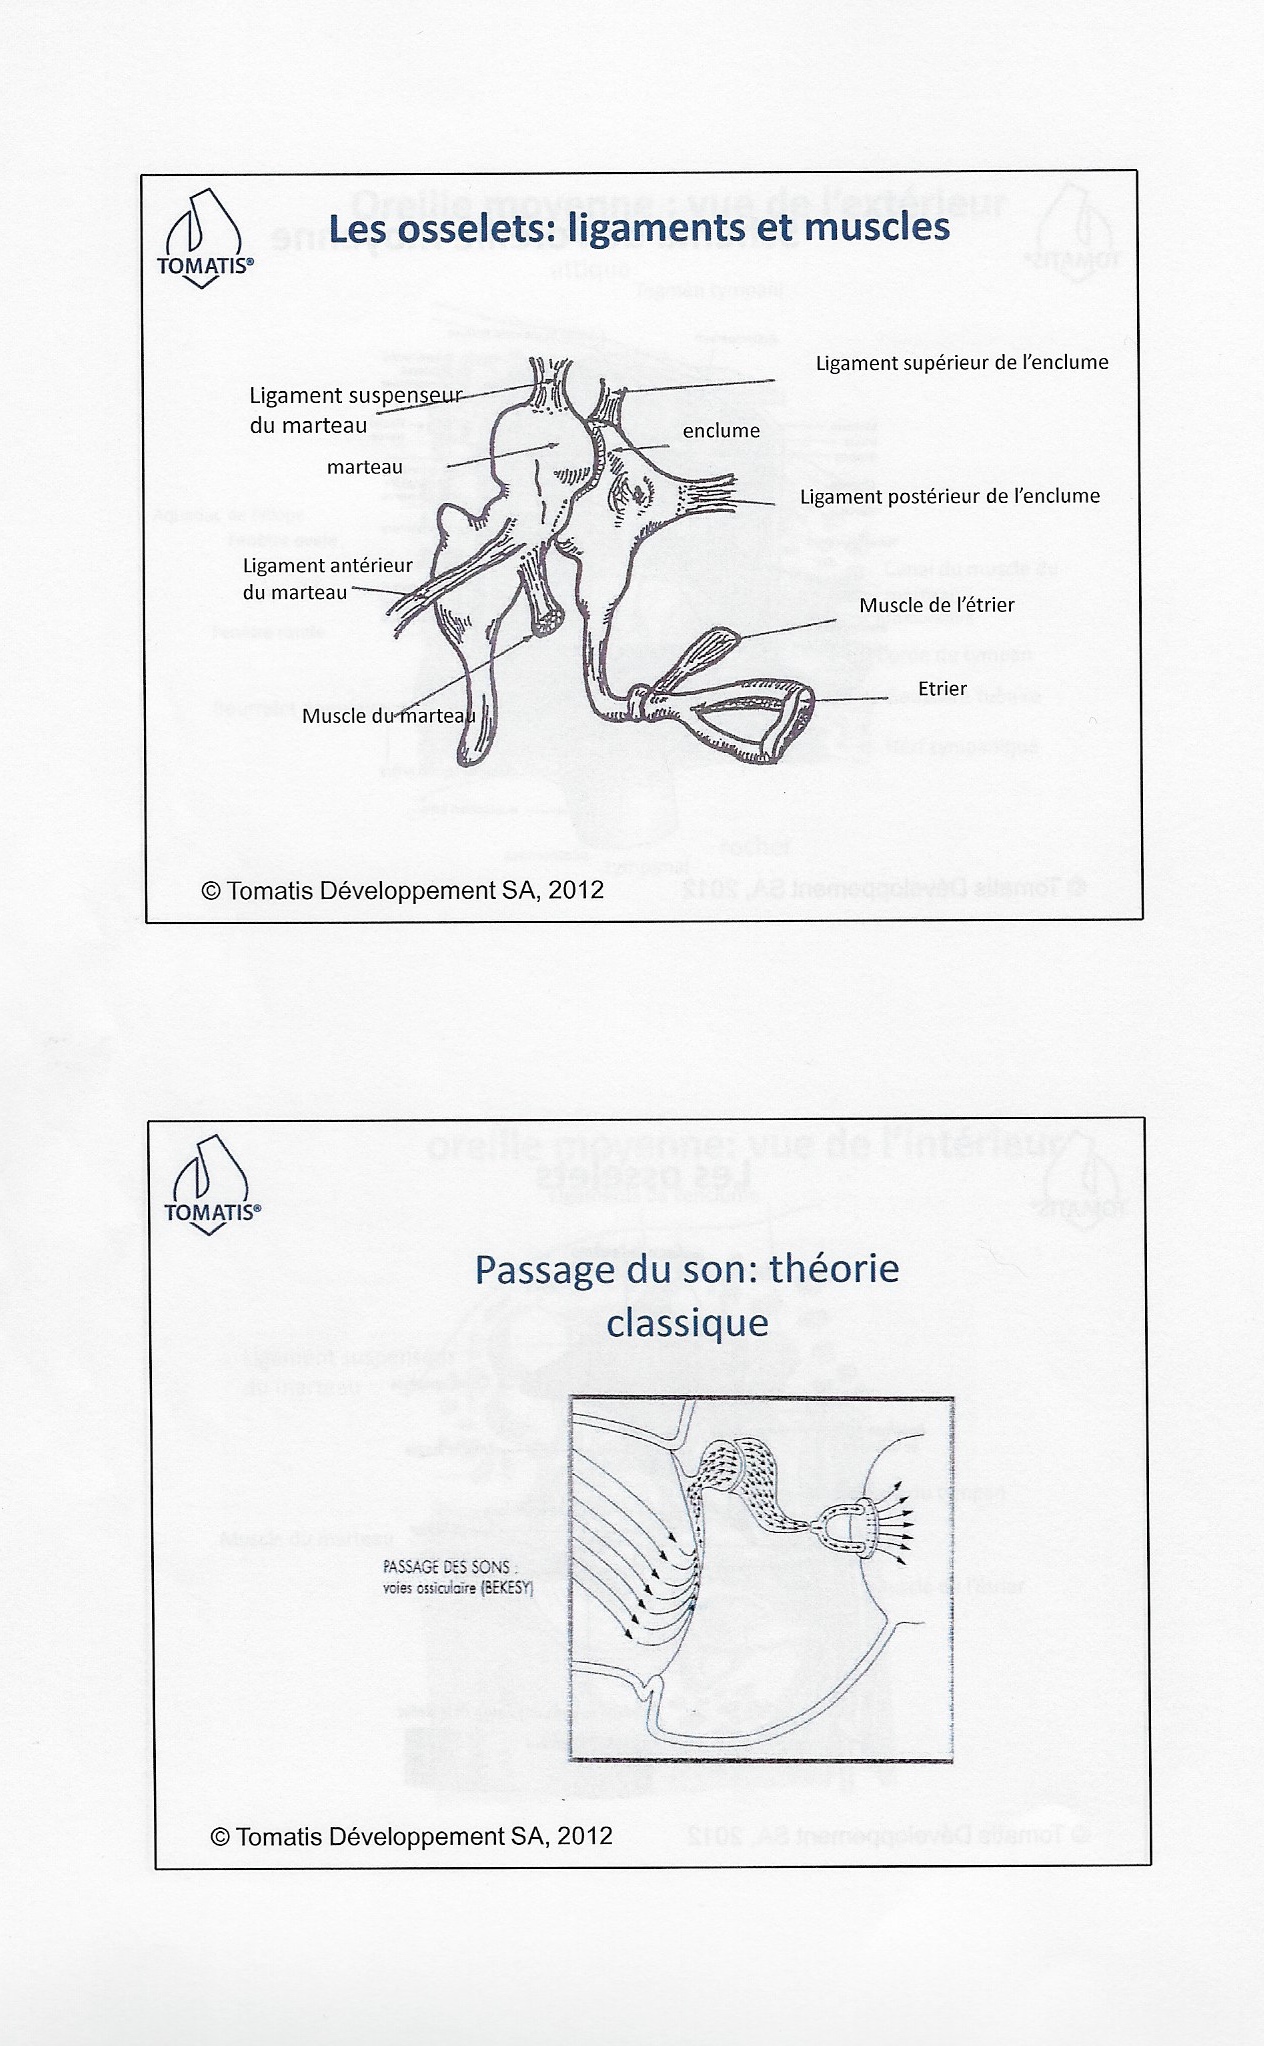 TOMATIS®
Les osselets: ligaments et muscles
Ligament supérieur de l'enclume
Ligament suspenseur
du marteau
enclume
marteau
Ligament postérieur de l'enclume
Ligament antérieur
du marteau
Muscle de l'étrier
Etrier
Muscle du marteau
© Tomatis Développement SA, 2012
TOMATIS®
Passage du son: théorie
classique
PASSAGE DES SONS :
voies ossiculaire (BEKESY)
© Tomatis Développement SA, 2012